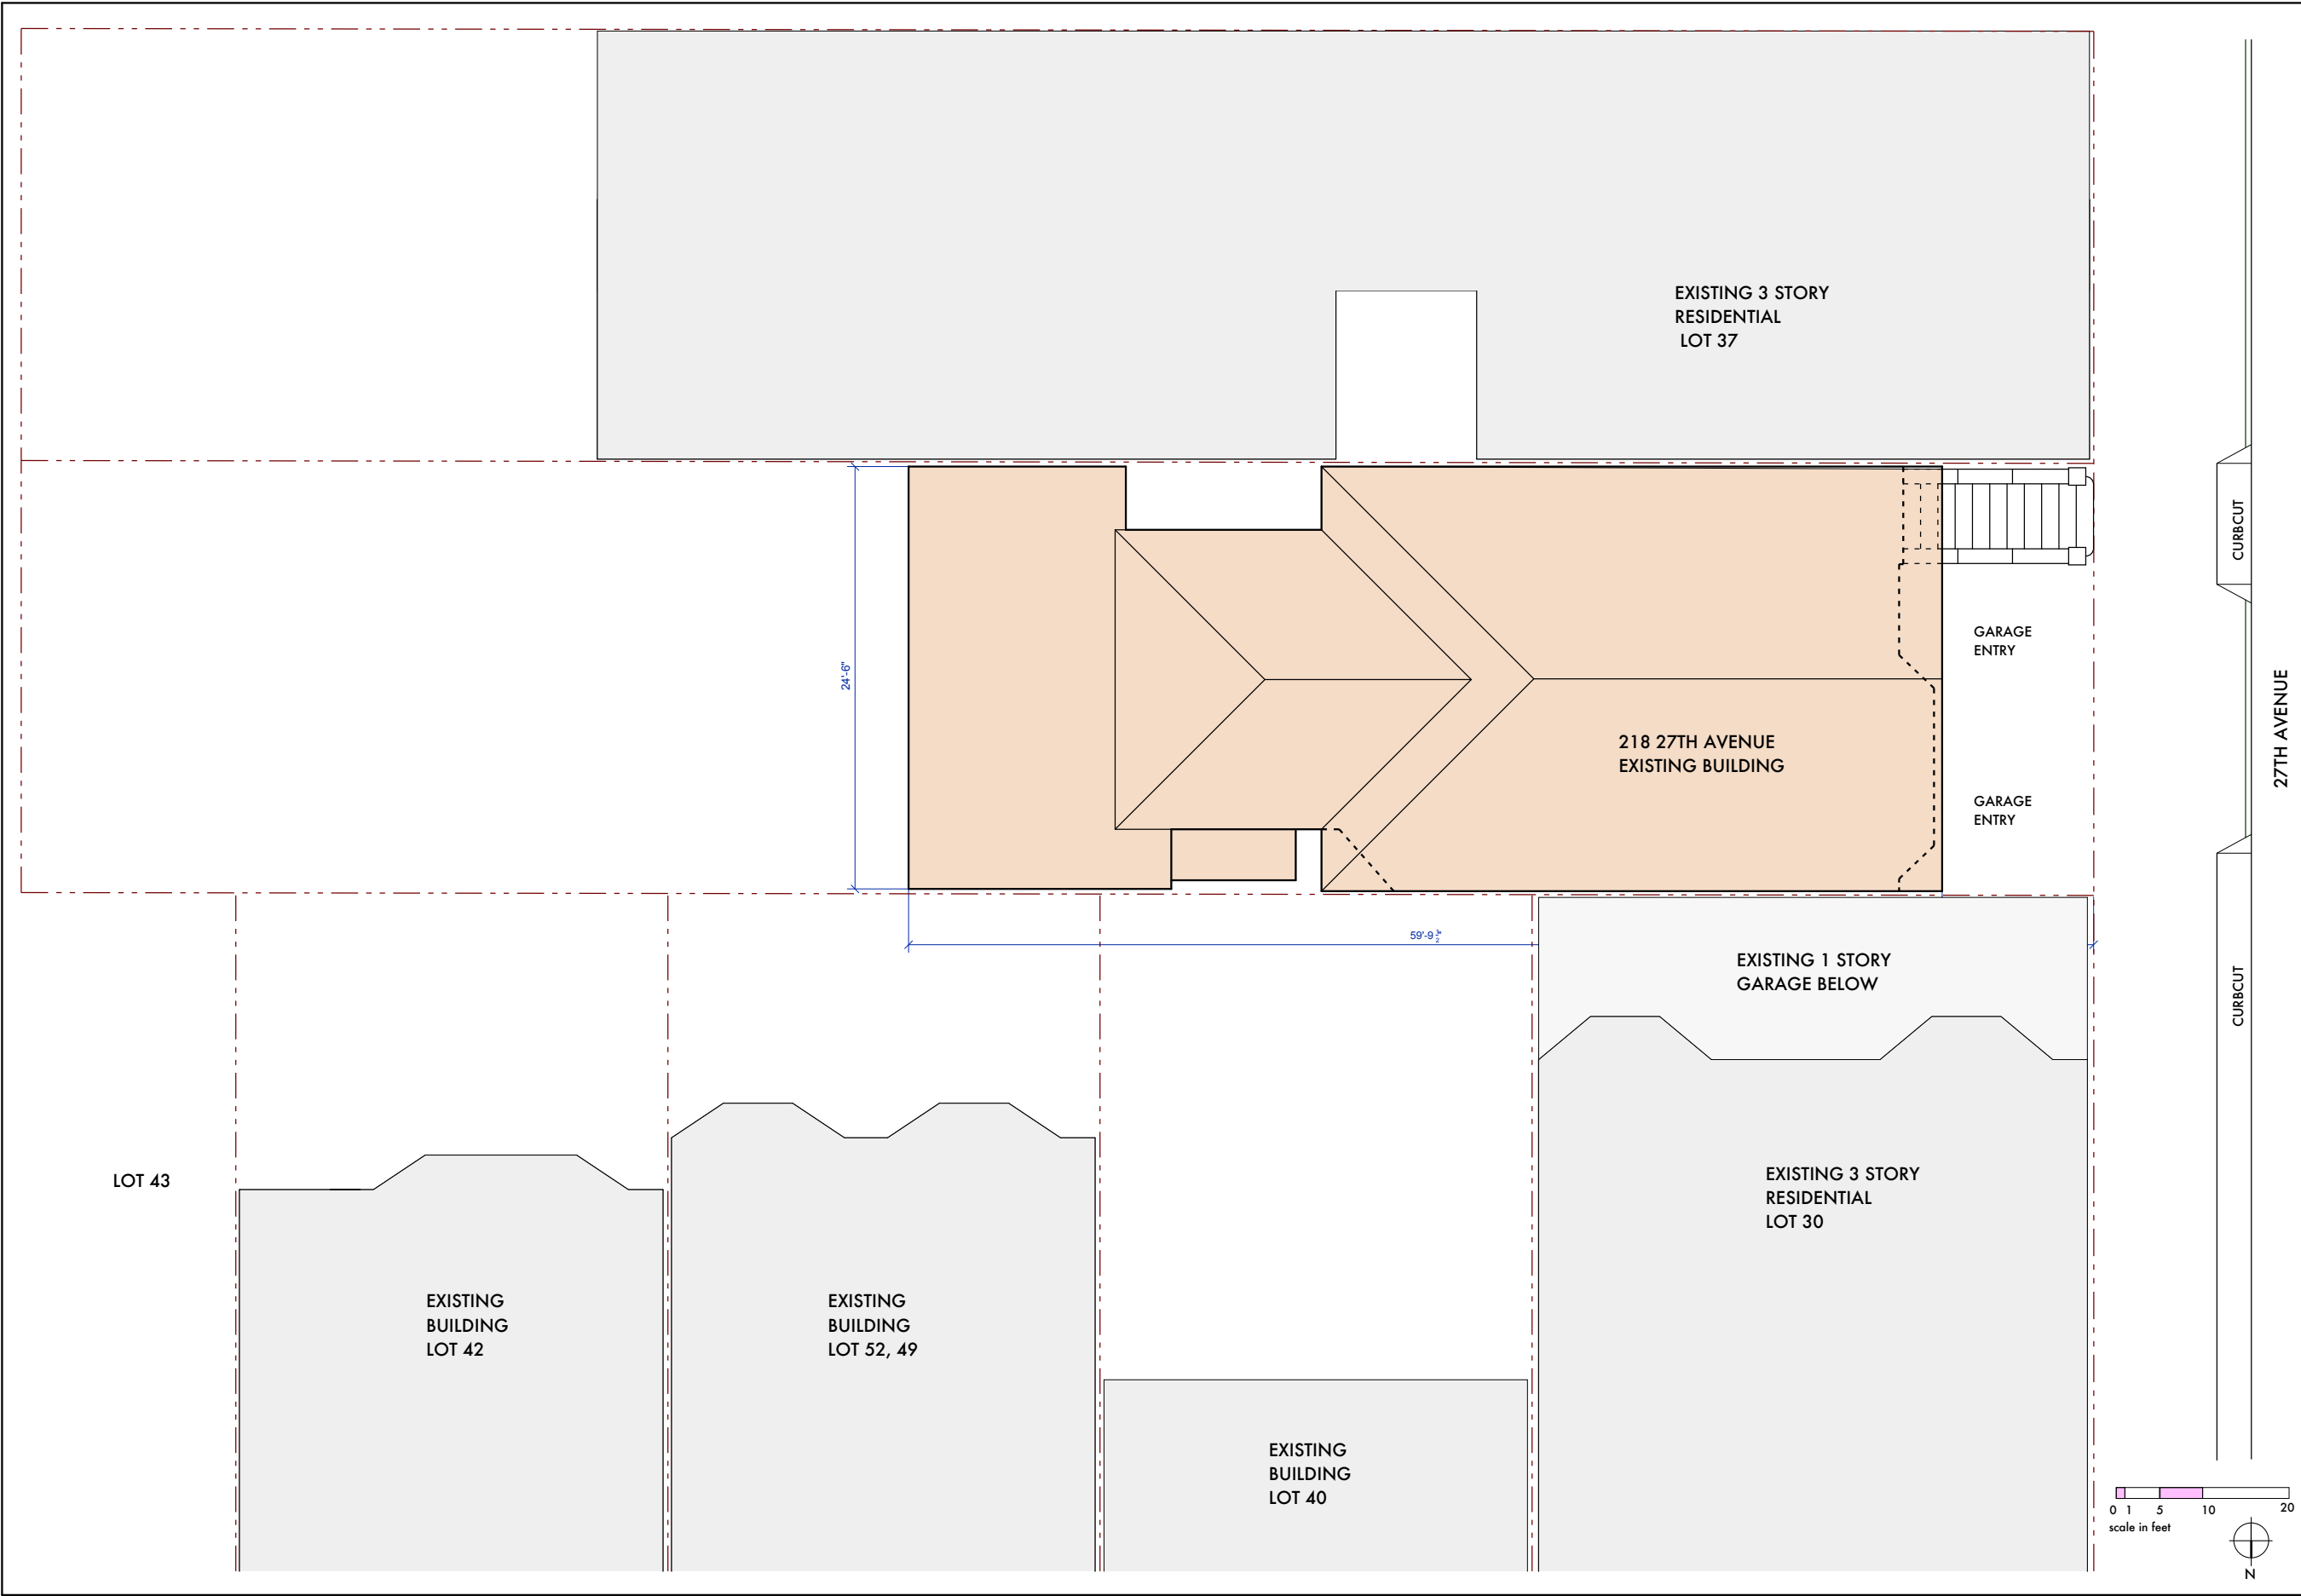 EXISTING 3 STORY
RESIDENTIAL
LOT 37
CURBCUT
GARAGE
ENTRY
24'-6"
27TH AVENUE
218 27TH AVENUE
EXISTING BUILDING
GARAGE
ENTRY
59'-9 1/2"
EXISTING 1 STORY
GARAGE BELOW
CURBCUT
LOT 43
EXISTING 3 STORY
RESIDENTIAL
LOT 30
EXISTING
BUILDING
LOT 42
EXISTING
BUILDING
LOT 52, 49
EXISTING
BUILDING
LOT 40
0 1 5 10 20
scale in feet
N